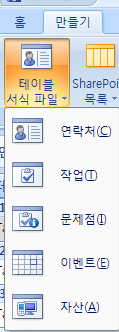 홈 만들기
테이블 SharePoi
서식 파일 목록
연락처(C)
작업(T)
문제점(I)
이벤트(E)
자산(A)